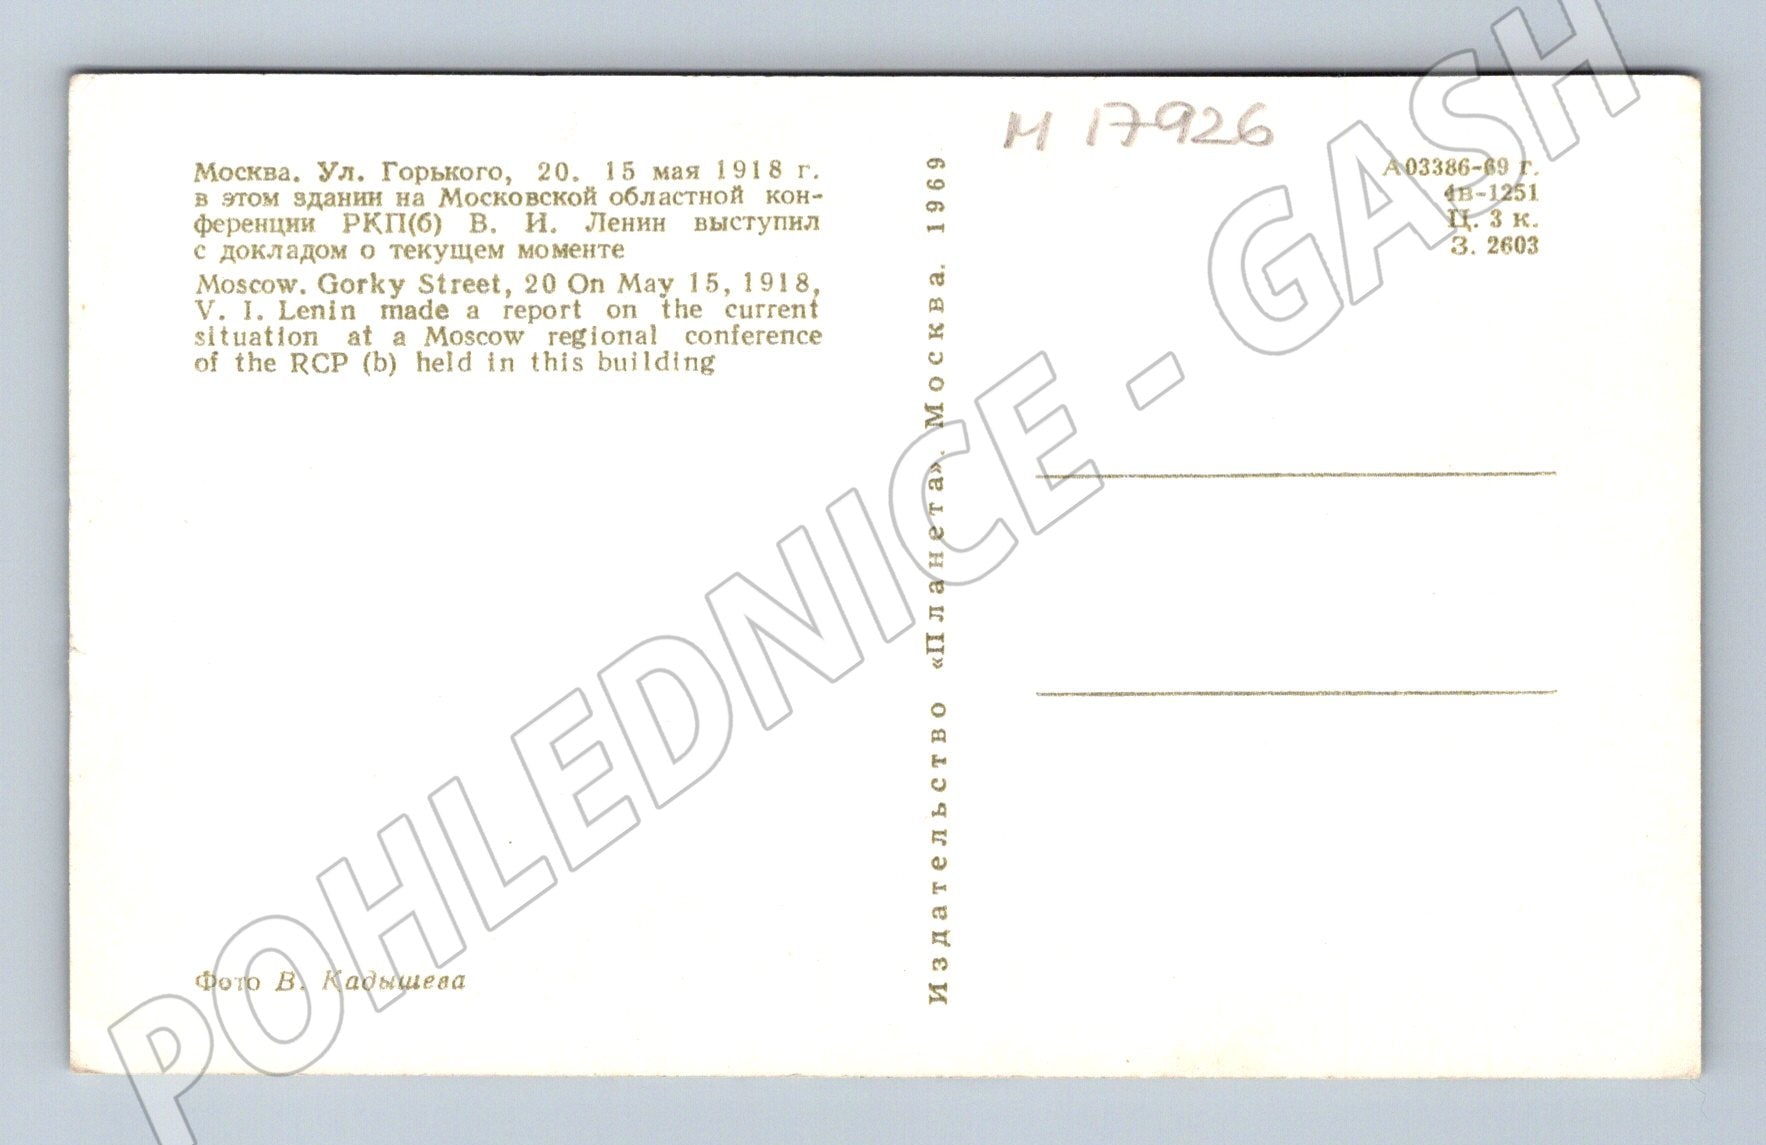 М 17926
Москва. Ул. Горького, 20. 15 мая 1918 г.
в этом здании на Московской областной кон-
ференции РКП(б) В. И. Ленин выступил
с докладом о текущем моменте
Moscow. Gorky Street, 20 On May 15, 1918,
V. I. Lenin made a report on the current
situation at a Moscow regional conference
of the RCP (b) held in this building
Фото В. Кадышева
Издательство «Планета». Москва. 1969
А03386-69 г.
4в-1251
Ц. 3 к.
З. 2603
POHLEDNICE - GASH